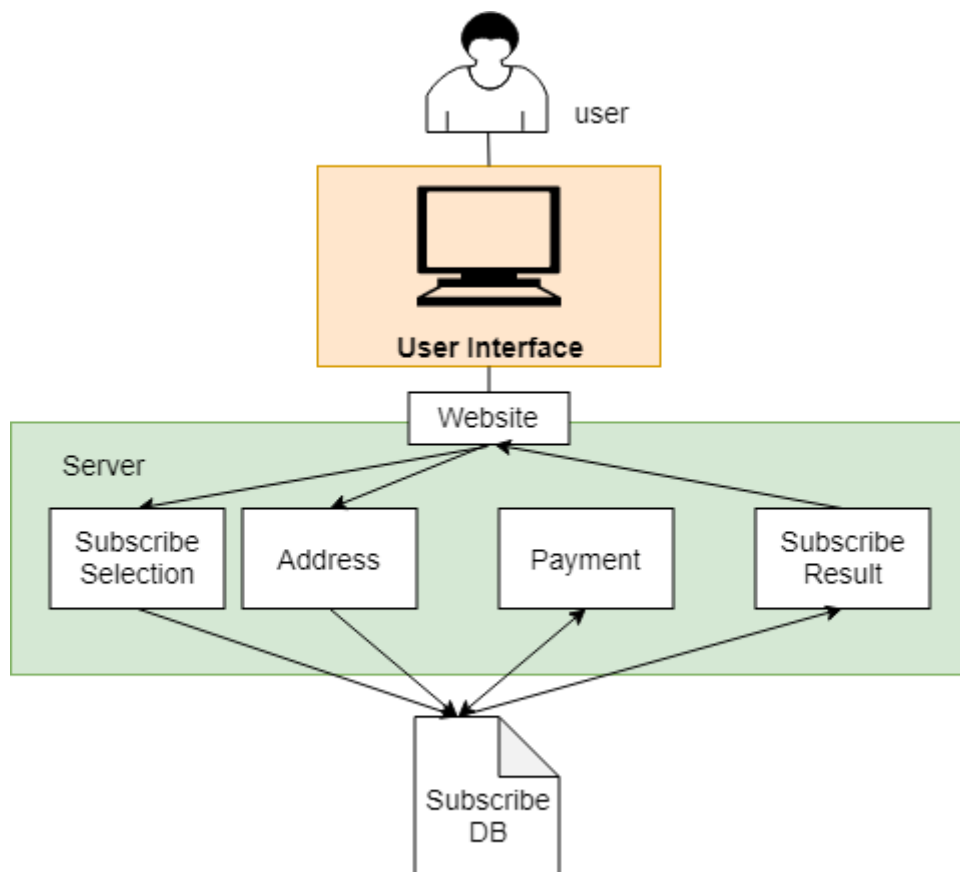 user
User Interface
Website
Server
Subscribe
Selection
Address
Payment
Subscribe
Result
Subscribe
DB